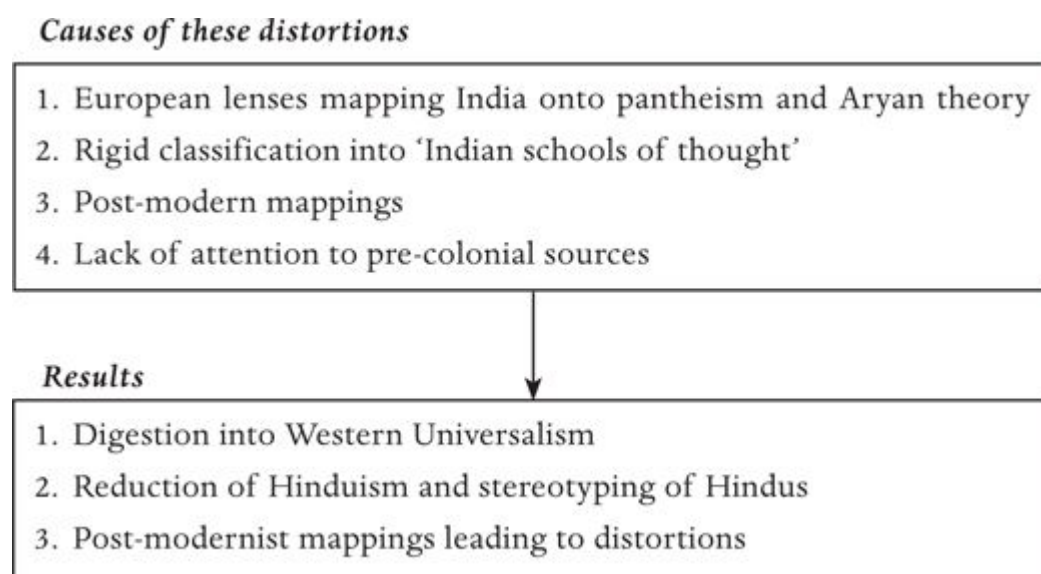 Causes of these distortions
1. European lenses mapping India onto pantheism and Aryan theory
2. Rigid classification into ‘Indian schools of thought’
3. Post-modern mappings
4. Lack of attention to pre-colonial sources
Results
1. Digestion into Western Universalism
2. Reduction of Hinduism and stereotyping of Hindus
3. Post-modernist mappings leading to distortions